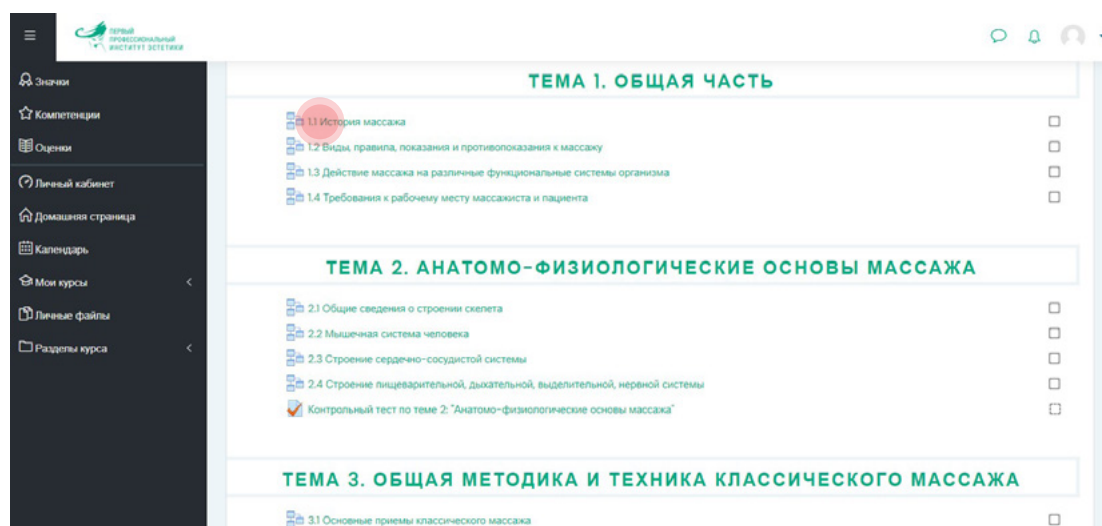 ПЕРВЫЙ
ПРОФЕССИОНАЛЬНЫЙ
ИНСТИТУТ ЭСТЕТИКИ
Значки
Компетенции
Оценки
Личный кабинет
Домашняя страница
Календарь
Мои курсы
Личные файлы
Разделы курса
ТЕМА 1. ОБЩАЯ ЧАСТЬ
1.1 История массажа
1.2 Виды, правила, показания и противопоказания к массажу
1.3 Действие массажа на различные функциональные системы организма
1.4 Требования к рабочему месту массажиста и пациента
ТЕМА 2. АНАТОМО-ФИЗИОЛОГИЧЕСКИЕ ОСНОВЫ МАССАЖА
2.1 Общие сведения о строении скелета
2.2 Мышечная система человека
2.3 Строение сердечно-сосудистой системы
2.4 Строение пищеварительной, дыхательной, выделительной, нервной системы
Контрольный тест по теме 2: "Анатомо-физиологические основы массажа"
ТЕМА 3. ОБЩАЯ МЕТОДИКА И ТЕХНИКА КЛАССИЧЕСКОГО МАССАЖА
3.1 Основные приемы классического массажа